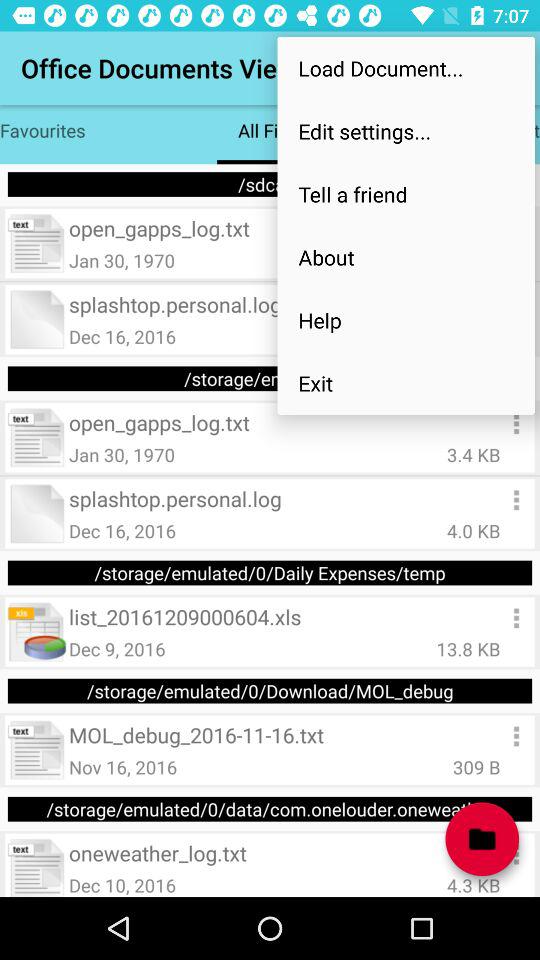 7:07
Office Documents Vie
Load Document...
Edit settings...
Tell a friend
About
Help
Exit
Favourites
All Fi
t
/sdca
open_gapps_log.txt
Jan 30, 1970
splashtop.personal.log
Dec 16, 2016
/storage/em
open_gapps_log.txt
Jan 30, 1970
3.4 KB
splashtop.personal.log
Dec 16, 2016
4.0 KB
/storage/emulated/0/Daily Expenses/temp
xls
list_20161209000604.xls
Dec 9, 2016
13.8 KB
/storage/emulated/0/Download/MOL_debug
text
MOL_debug_2016-11-16.txt
Nov 16, 2016
309 B
/storage/emulated/0/data/com.onelouder.oneweath
text
oneweather_log.txt
Dec 10, 2016
4.3 KB